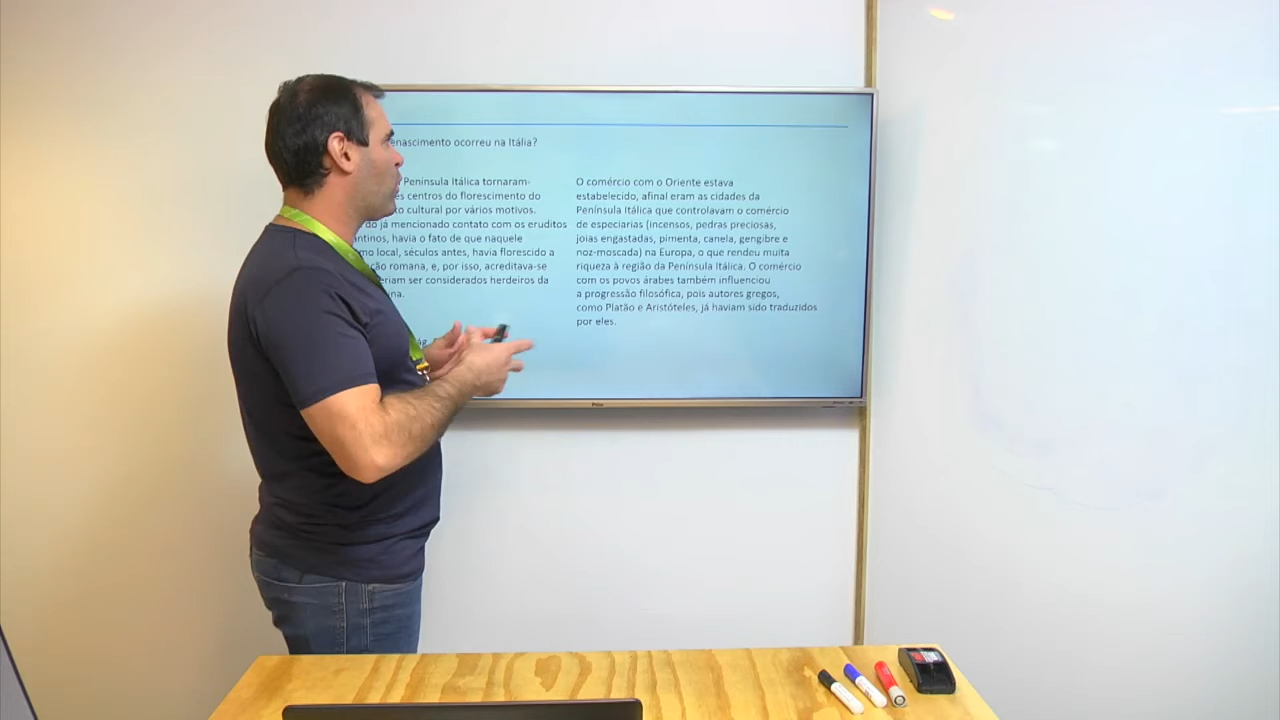 enascimento ocorreu na Itália?
Península Itálica tornaram-
es centros do florescimento do
to cultural por vários motivos.
do já mencionado contato com os eruditos
antinos, havia o fato de que naquele
mo local, séculos antes, havia florescido a
ção romana, e, por isso, acreditava-se
eriam ser considerados herdeiros da
na.
O comércio com o Oriente estava
estabelecido, afinal eram as cidades da
Península Itálica que controlavam o comércio
de especiarias (incensos, pedras preciosas,
joias engastadas, pimenta, canela, gengibre e
noz-moscada) na Europa, o que rendeu muita
riqueza à região da Península Itálica. O comércio
com os povos árabes também influenciou
a progressão filosófica, pois autores gregos,
como Platão e Aristóteles, já haviam sido traduzidos
por eles.